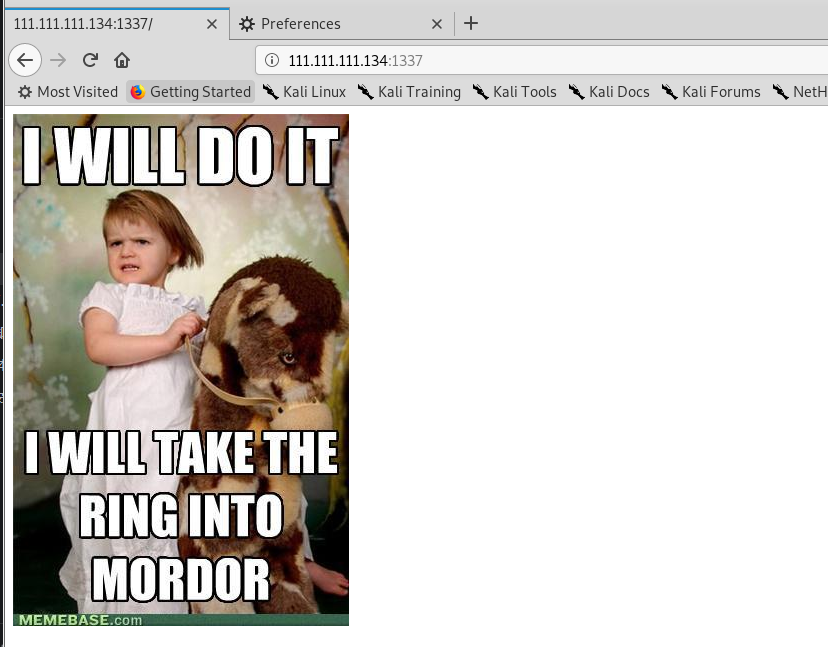 111.111.111.134:1337/
Preferences
111.111.111.134:1337
Most Visited Getting Started Kali Linux Kali Training Kali Tools Kali Docs Kali Forums NetH
I WILL DO IT
I WILL TAKE THE
RING INTO
MORDOR
MEMEBASE.com